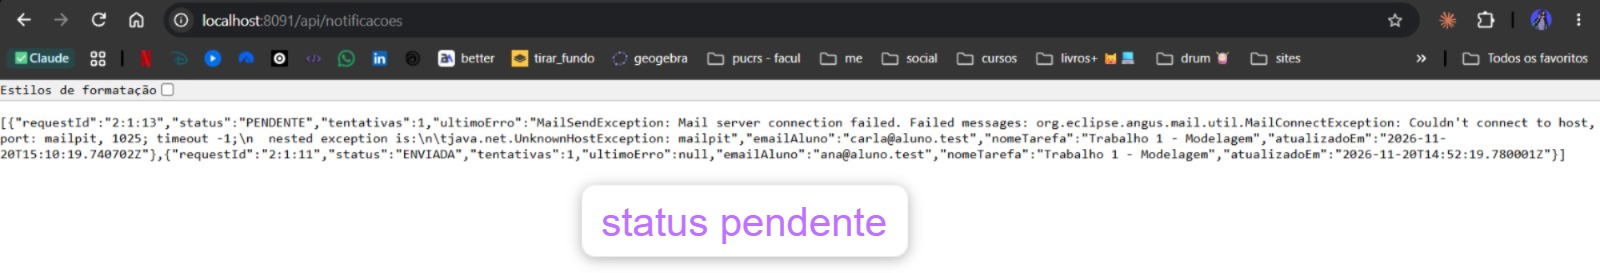 localhost:8091/api/notificacoes
Claude better tirar_fundo geogebra pucrs - facul me social cursos livros+ drum sites » Todos os favoritos
Estilos de formatação
[{"requestId":"2:1:13","status":"PENDENTE","tentativas":1,"ultimoErro":"MailSendException: Mail server connection failed. Failed messages: org.eclipse.angus.mail.util.MailConnectException: Couldn't connect to host,
port: mailpit, 1025; timeout -1;\n  nested exception is:\n\tjava.net.UnknownHostException: mailpit","emailAluno":"carla@aluno.test","nomeTarefa":"Trabalho 1 - Modelagem","atualizadoEm":"2026-11-
20T15:10:19.740702Z"},{"requestId":"2:1:11","status":"ENVIADA","tentativas":1,"ultimoErro":null,"emailAluno":"ana@aluno.test","nomeTarefa":"Trabalho 1 - Modelagem","atualizadoEm":"2026-11-20T14:52:19.780001Z"}]
status pendente